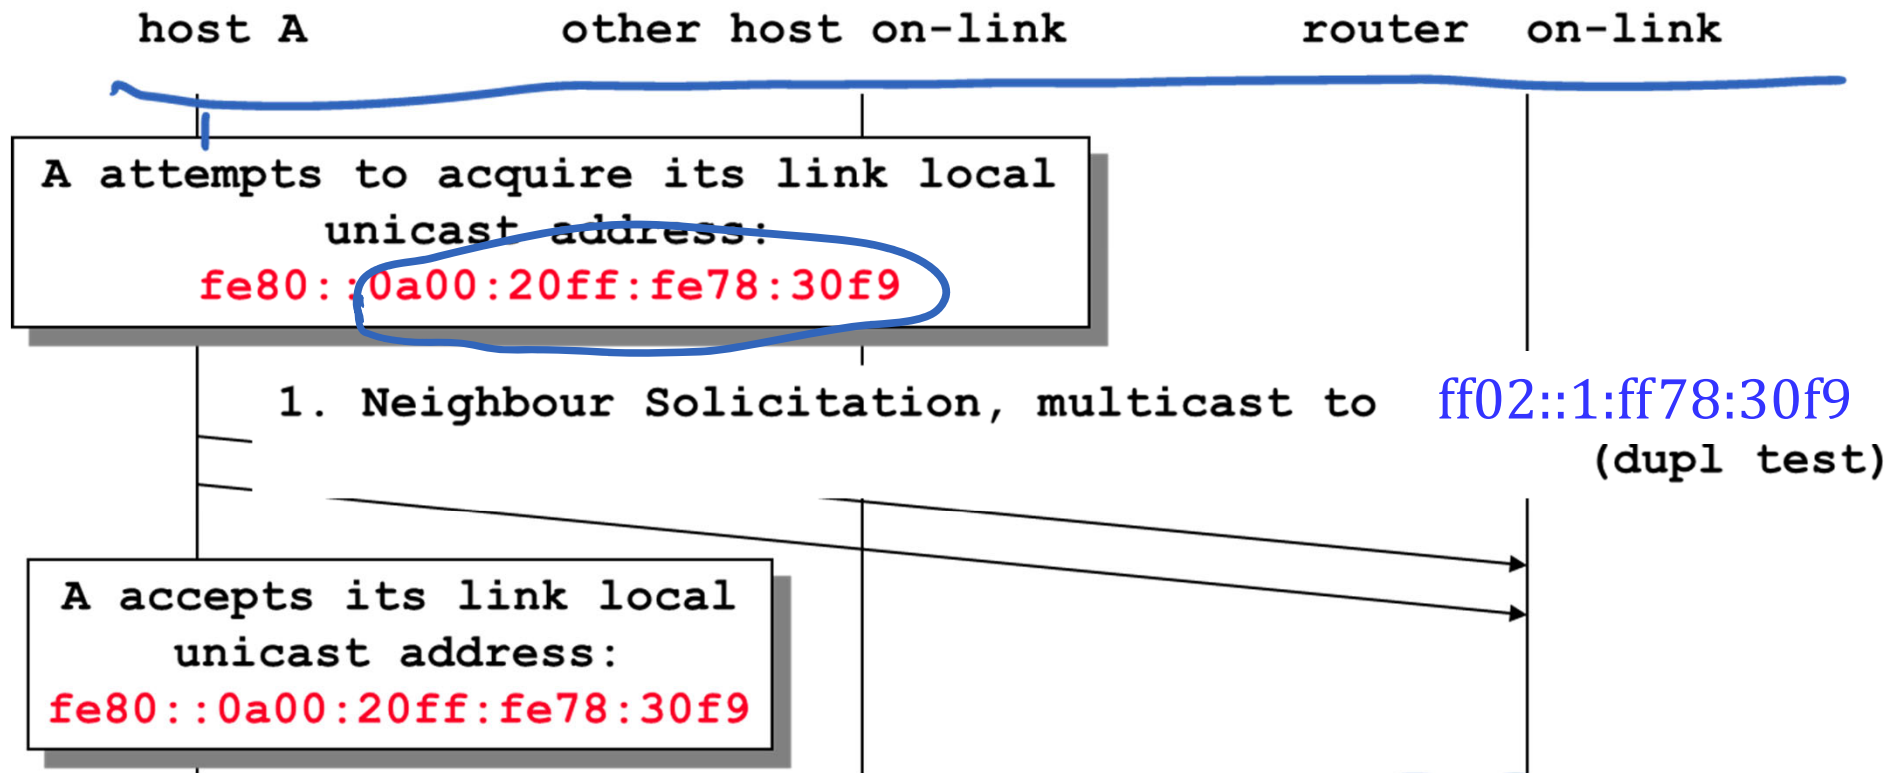 host A other host on-link router on-link
A attempts to acquire its link local
unicast address:
fe80::0a00:20ff:fe78:30f9
1. Neighbour Solicitation, multicast to ff02::1:ff78:30f9
(dupl test)
A accepts its link local
unicast address:
fe80::0a00:20ff:fe78:30f9